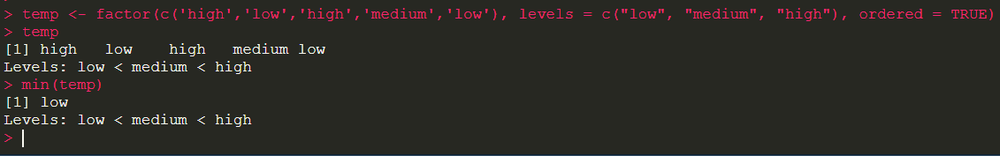 > temp <- factor(c('high','low','high','medium','low'), levels = c("low", "medium", "high"), ordered = TRUE)
> temp
[1] high   low    high   medium low
Levels: low < medium < high
> min(temp)
[1] low
Levels: low < medium < high
>